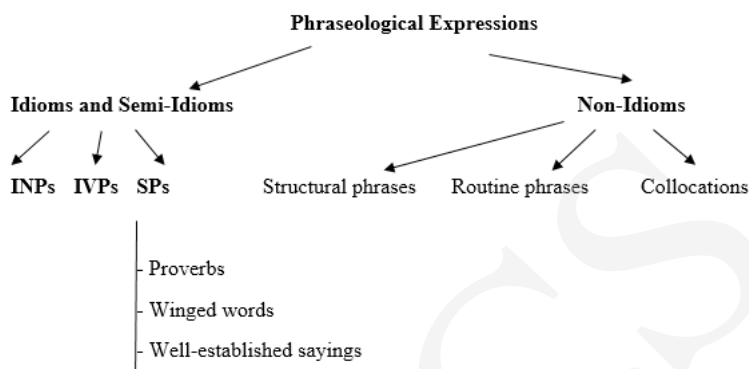 Phraseological Expressions
Idioms and Semi-Idioms Non-Idioms
INPs IVPs SPs Structural phrases Routine phrases Collocations
- Proverbs
- Winged words
- Well-established sayings